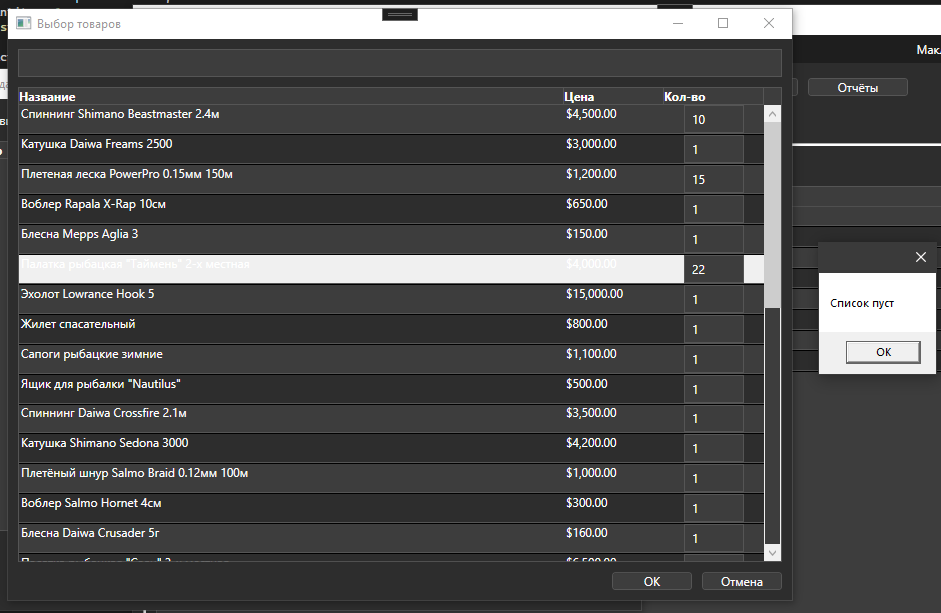 Выбор товаров
Мак
Отчёты
Название Цена Кол-во
Спиннинг Shimano Beastmaster 2.4м $4,500.00 10
Катушка Daiwa Freams 2500 $3,000.00 1
Плетеная леска PowerPro 0.15мм 150м $1,200.00 15
Воблер Rapala X-Rap 10см $650.00 1
Блесна Mepps Aglia 3 $150.00 1
Палатка рыбацкая "Таймень" 2-х местная $4,000.00 22
Эхолот Lowrance Hook 5 $15,000.00 1
Жилет спасательный $800.00 1
Сапоги рыбацкие зимние $1,100.00 1
Ящик для рыбалки "Nautilus" $500.00 1
Спиннинг Daiwa Crossfire 2.1м $3,500.00 1
Катушка Shimano Sedona 3000 $4,200.00 1
Плетёный шнур Salmo Braid 0.12мм 100м $1,000.00 1
Воблер Salmo Hornet 4см $300.00 1
Блесна Daiwa Crusader 5г $160.00 1
OK Отмена
Список пуст
OK